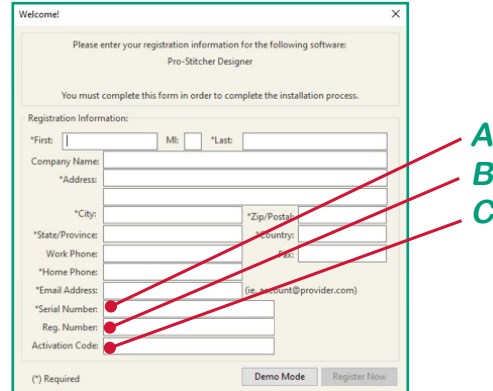 Welcome!
Please enter your registration information for the following software:
Pro-Stitcher Designer
You must complete this form in order to complete the installation process.
Registration Information:
*First: MI: *Last:
Company Name:
*Address:
*City: *Zip/Postal:
*State/Province: *Country:
Work Phone: Fax:
*Home Phone:
*Email Address: (ie. account@provider.com)
*Serial Number:
Reg. Number:
Activation Code:
(*) Required Demo Mode Register Now
A
B
C